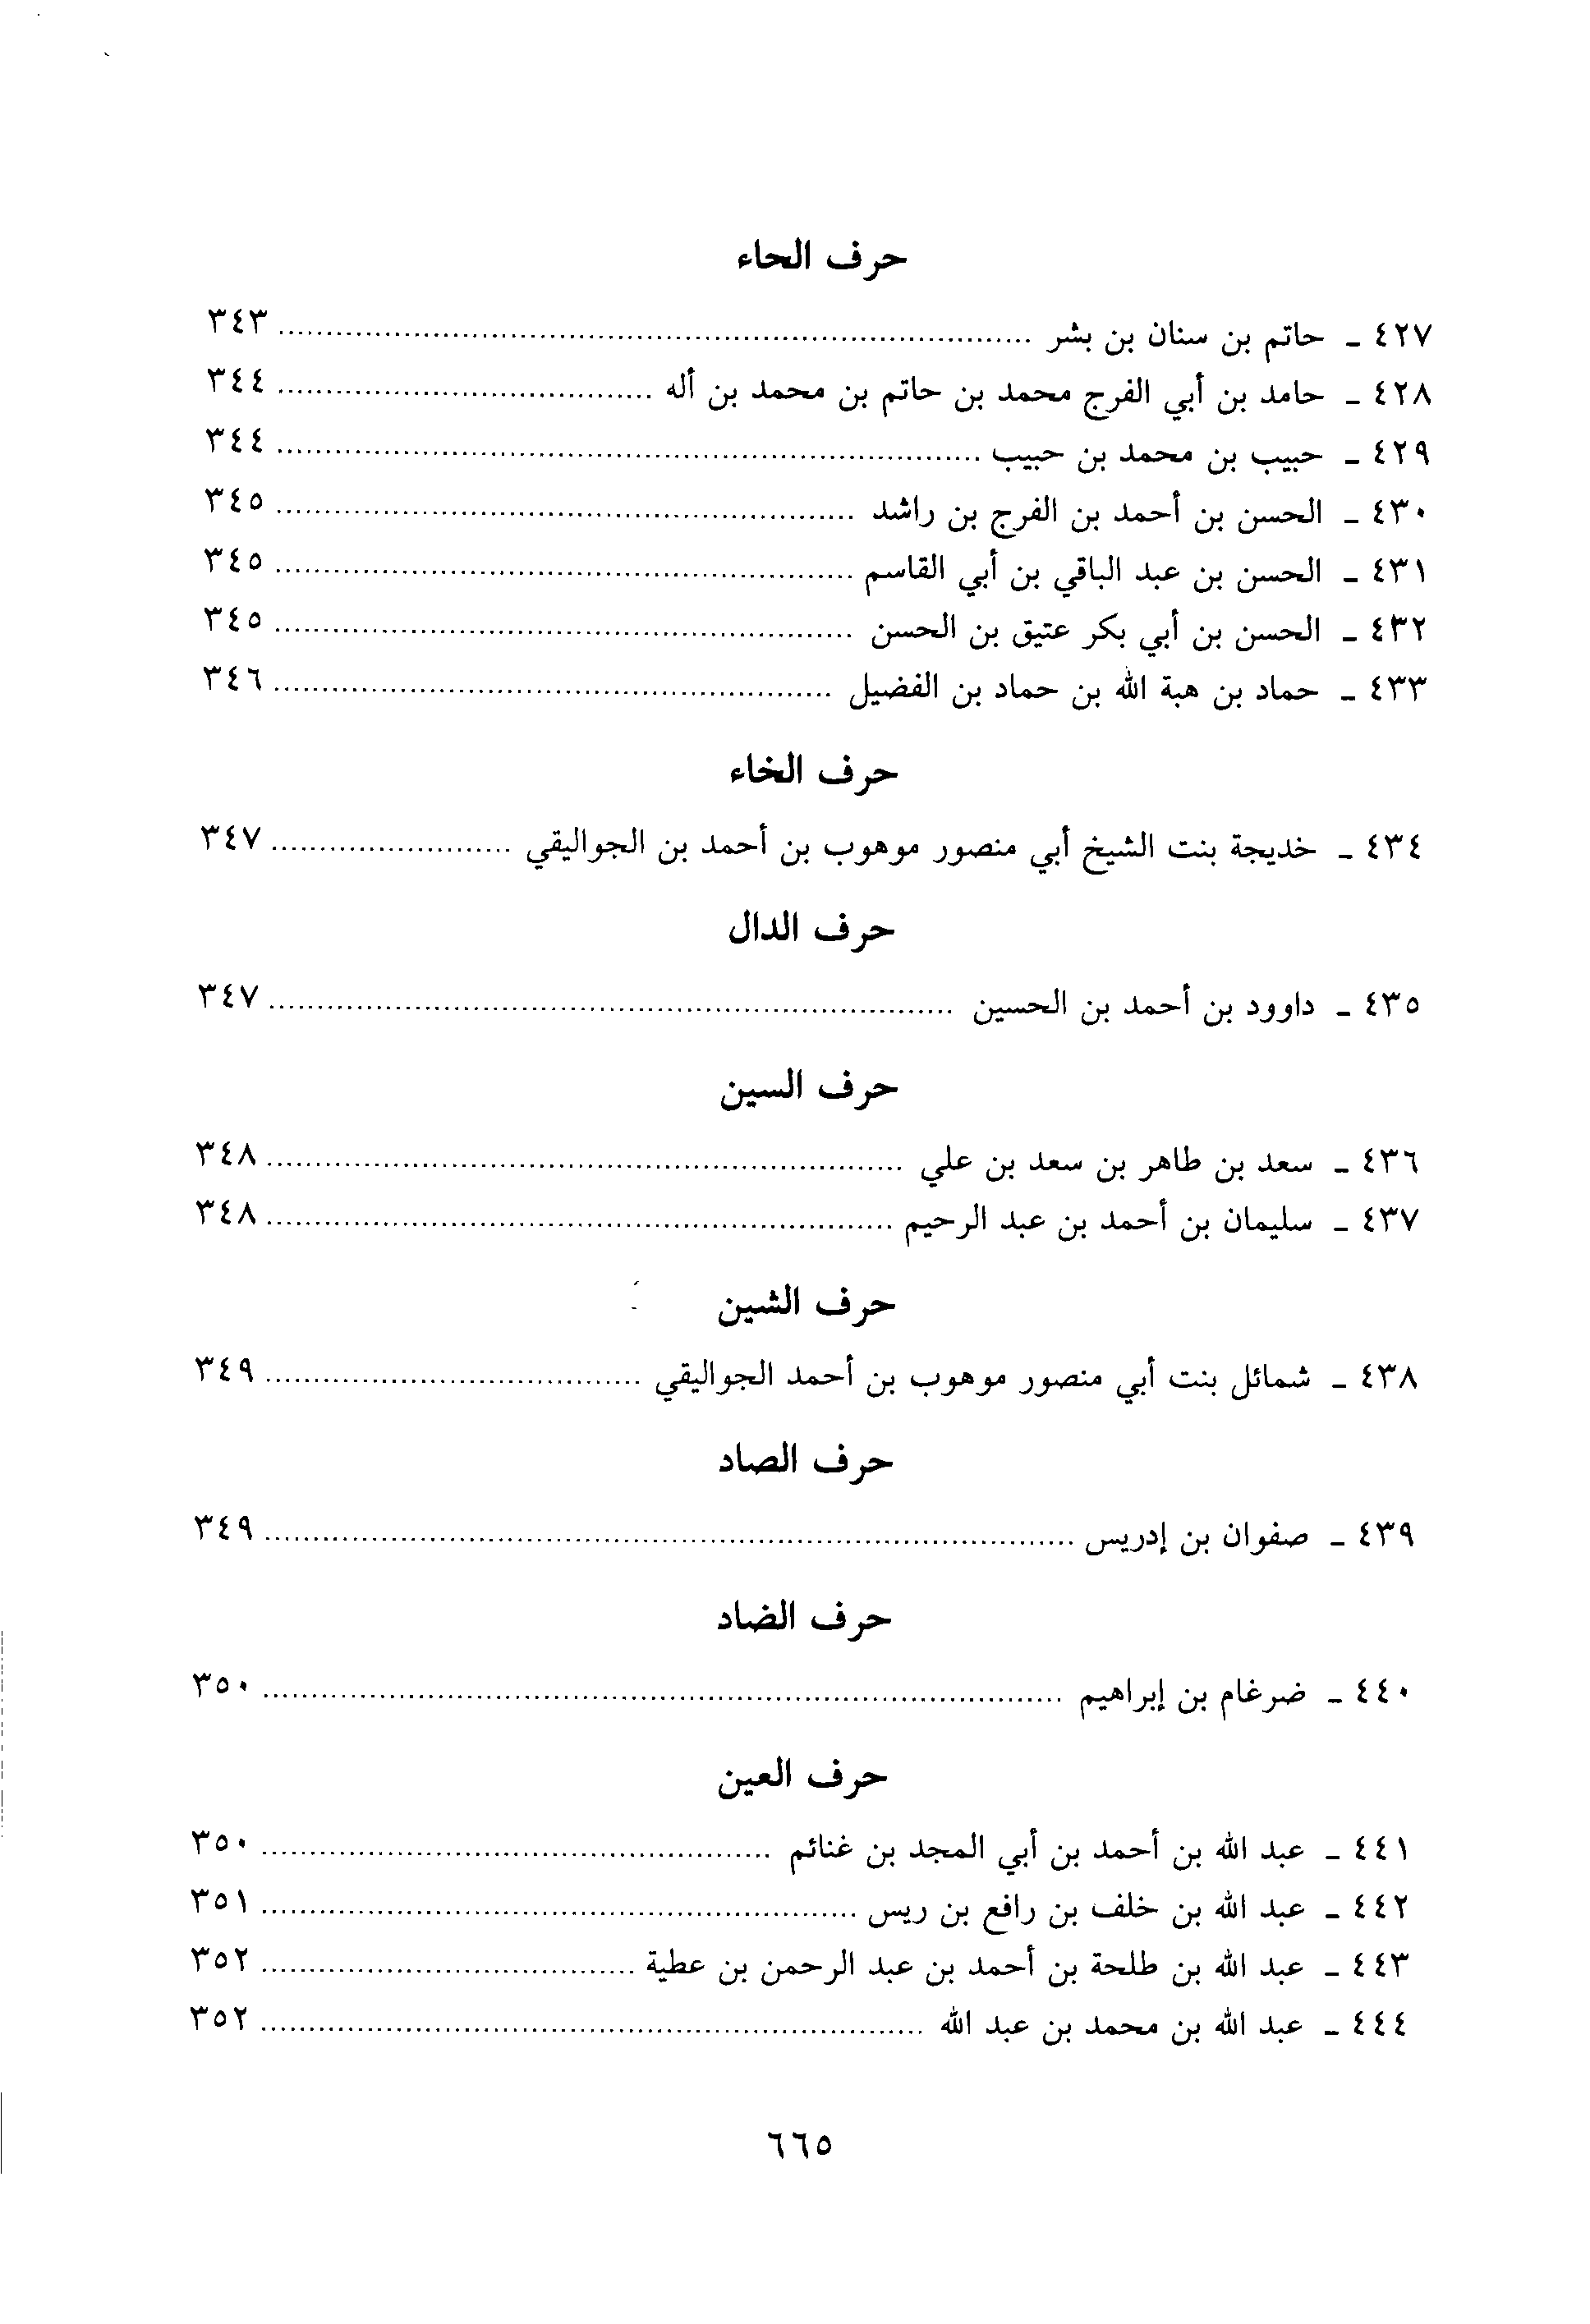 حرف الحاء
٤٢٧ ـ حاتم بن سنان بن بشر ........ ٣٤٣
٤٢٨ ـ حامد بن أبي الفرج محمد بن حاتم بن محمد بن أله ........ ٣٤٤
٤٢٩ ـ حبيب بن محمد بن حبيب ........ ٣٤٤
٤٣٠ ـ الحسن بن أحمد بن الفرج بن راشد ........ ٣٤٥
٤٣١ ـ الحسن بن عبد الباقي بن أبي القاسم ........ ٣٤٥
٤٣٢ ـ الحسن بن أبي بكر عتيق بن الحسن ........ ٣٤٥
٤٣٣ ـ حماد بن هبة الله بن حماد بن الفضيل ........ ٣٤٦
حرف الخاء
٤٣٤ ـ خديجة بنت الشيخ أبي منصور موهوب بن أحمد بن الجواليقي ........ ٣٤٧
حرف الدال
٤٣٥ ـ داوود بن أحمد بن الحسين ........ ٣٤٧
حرف السين
٤٣٦ ـ سعد بن طاهر بن سعد بن علي ........ ٣٤٨
٤٣٧ ـ سليمان بن أحمد بن عبد الرحيم ........ ٣٤٨
حرف الشين
٤٣٨ ـ شمائل بنت أبي منصور موهوب بن أحمد الجواليقي ........ ٣٤٩
حرف الصاد
٤٣٩ ـ صفوان بن إدريس ........ ٣٤٩
حرف الضاد
٤٤٠ ـ ضرغام بن إبراهيم ........ ٣٥٠
حرف العين
٤٤١ ـ عبد الله بن أحمد بن أبي المجد بن غنائم ........ ٣٥٠
٤٤٢ ـ عبد الله بن خلف بن رافع بن ريس ........ ٣٥١
٤٤٣ ـ عبد الله بن طلحة بن أحمد بن عبد الرحمن بن عطية ........ ٣٥٢
٤٤٤ ـ عبد الله بن محمد بن عبد الله ........ ٣٥٢
٦٦٥